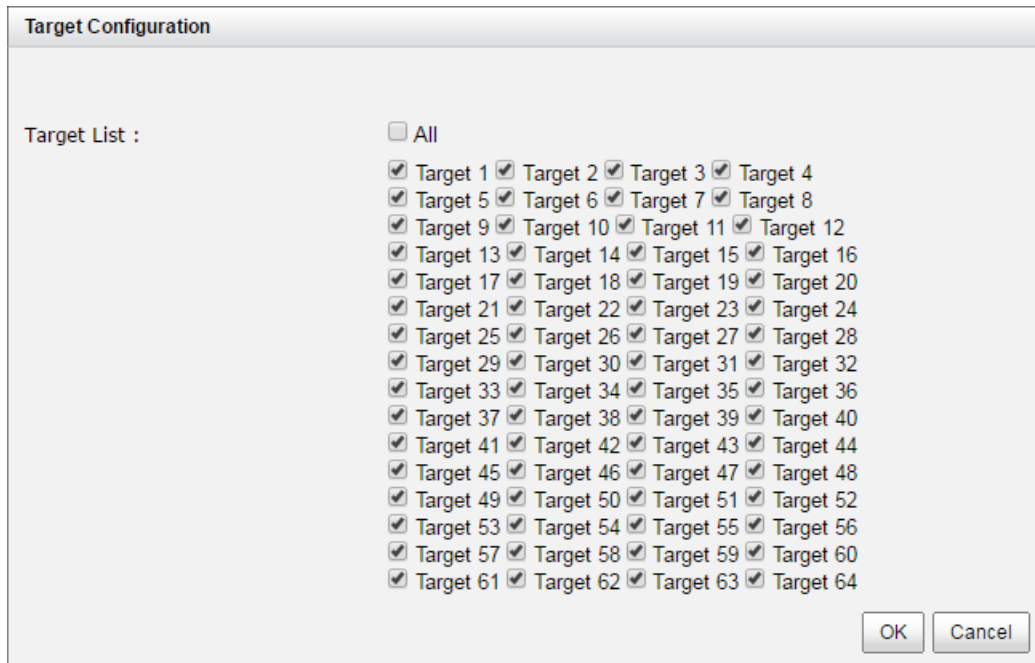 Target Configuration
Target List : All
Target 1 Target 2 Target 3 Target 4
Target 5 Target 6 Target 7 Target 8
Target 9 Target 10 Target 11 Target 12
Target 13 Target 14 Target 15 Target 16
Target 17 Target 18 Target 19 Target 20
Target 21 Target 22 Target 23 Target 24
Target 25 Target 26 Target 27 Target 28
Target 29 Target 30 Target 31 Target 32
Target 33 Target 34 Target 35 Target 36
Target 37 Target 38 Target 39 Target 40
Target 41 Target 42 Target 43 Target 44
Target 45 Target 46 Target 47 Target 48
Target 49 Target 50 Target 51 Target 52
Target 53 Target 54 Target 55 Target 56
Target 57 Target 58 Target 59 Target 60
Target 61 Target 62 Target 63 Target 64
OK Cancel